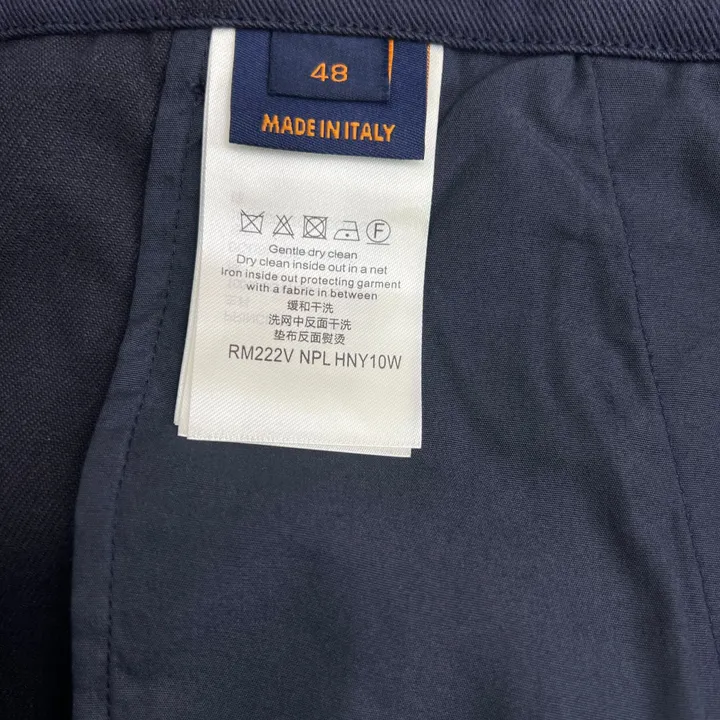 48
MADE IN ITALY
F
Gentle dry clean
Dry clean inside out in a net
Iron inside out protecting garment
with a fabric in between
缓和干洗
洗网中反面干洗
垫布反面熨烫
RM222V NPL HNY10W